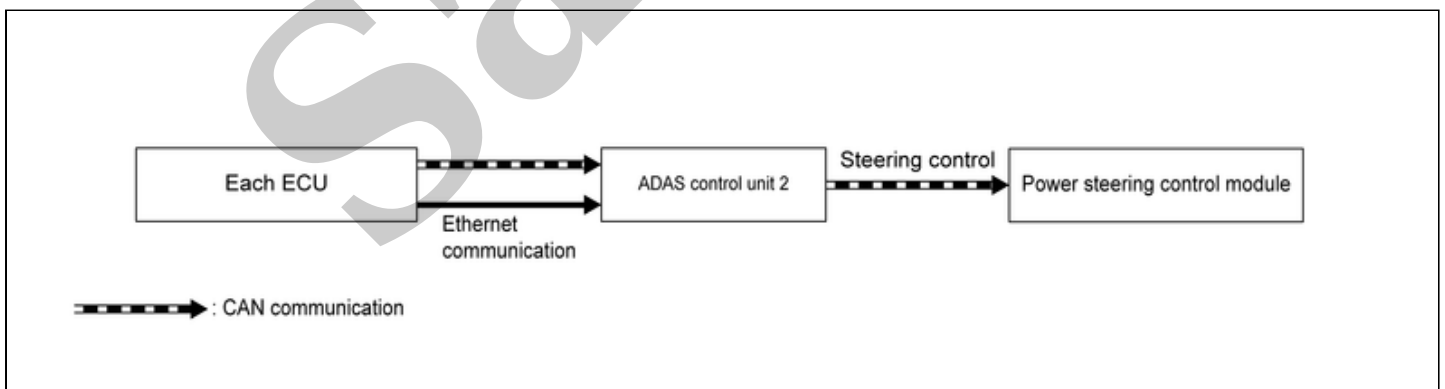 Each ECU
ADAS control unit 2
Steering control
Power steering control module
Ethernet
communication
: CAN communication